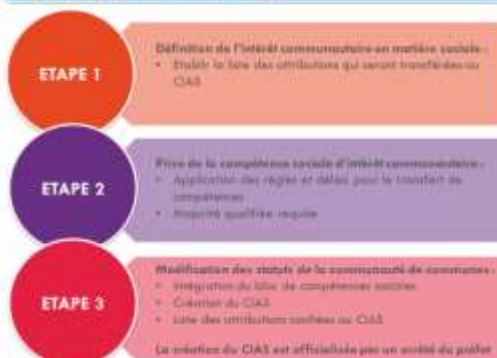 ETAPE 1
Définition de l'intérêt communautaire en matière sociale :
• Etablir la liste des attributions qui seront transférées au
CIAS
ETAPE 2
Prise de la compétence sociale d'intérêt communautaire :
• Application des règles et délais pour le transfert de
compétences
• Majorité qualifiée requise
ETAPE 3
Modification des statuts de la communauté de communes :
• Intégration du bloc de compétences sociales
• Création du CIAS
• Liste des attributions confiées au CIAS
La création du CIAS est officialisée par un arrêté du préfet